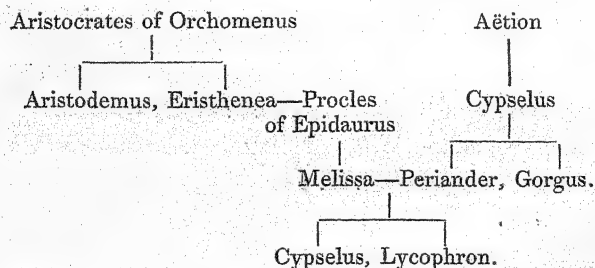 Aristocrates of Orchomenus Aëtion
Aristodemus, Eristhenea—Procles Cypselus
of Epidaurus
Melissa—Periander, Gorgus.
Cypselus, Lycophron.